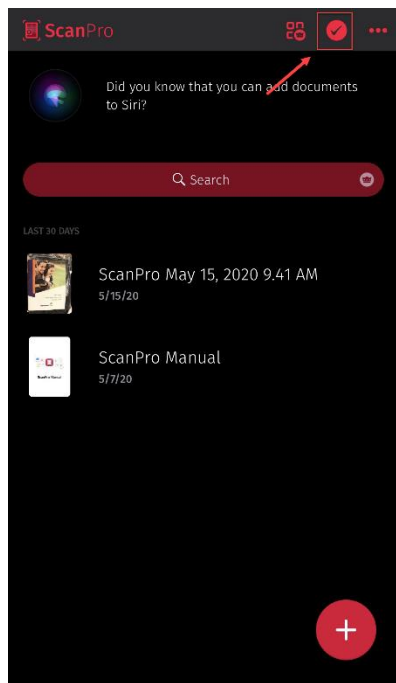 ScanPro
Did you know that you can add documents
to Siri?
Search
LAST 30 DAYS
ScanPro May 15, 2020 9.41 AM
5/15/20
ScanPro Manual
5/7/20